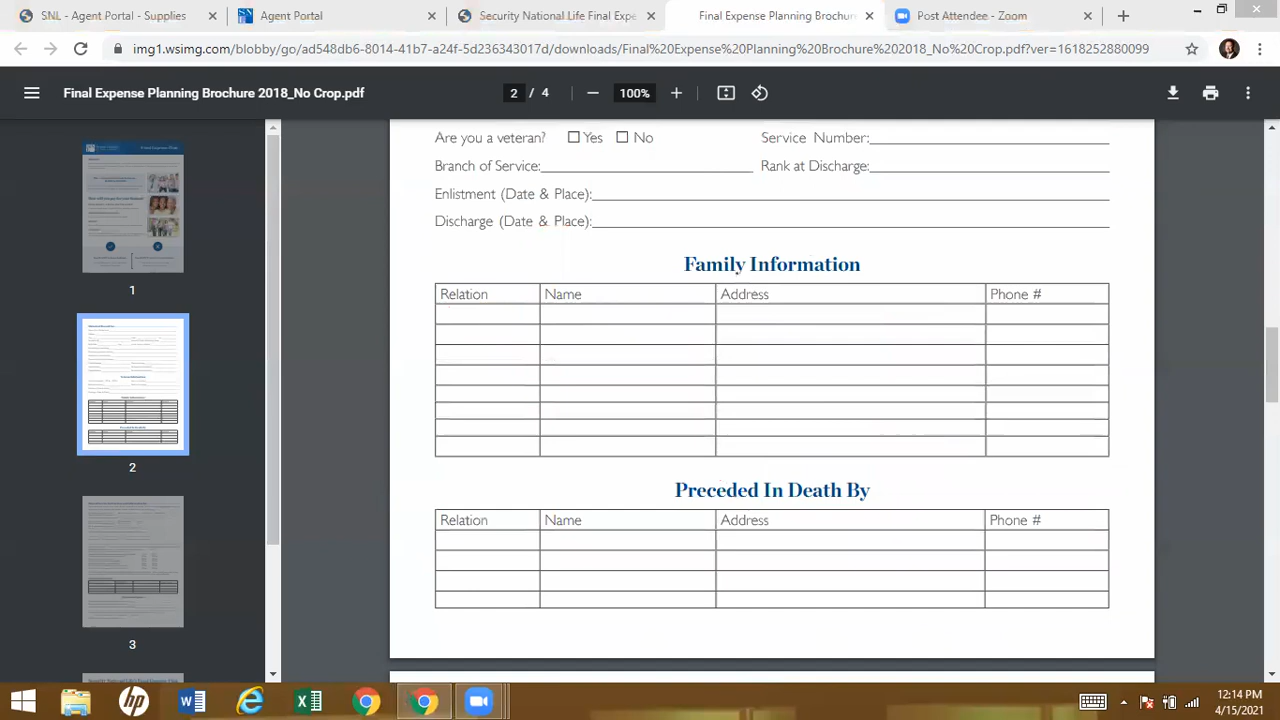 SNL - Agent Portal - Supplies
Agent Portal
Security National Life Final Expe
Final Expense Planning Brochure
Post Attendee - Zoom
img1.wsimg.com/blobby/go/ad548db6-8014-41b7-a24f-5d236343017d/downloads/Final%20Expense%20Planning%20Brochure%202018_No%20Crop.pdf?ver=1618252880099
Final Expense Planning Brochure 2018_No Crop.pdf
2 / 4
100%
Are you a veteran? Yes No Service Number:
Branch of Service: Rank at Discharge:
Enlistment (Date & Place):
Discharge (Date & Place):
Family Information
Relation Name Address Phone #
Preceded In Death By
Relation Name Address Phone #
1
2
3
12:14 PM
4/15/2021